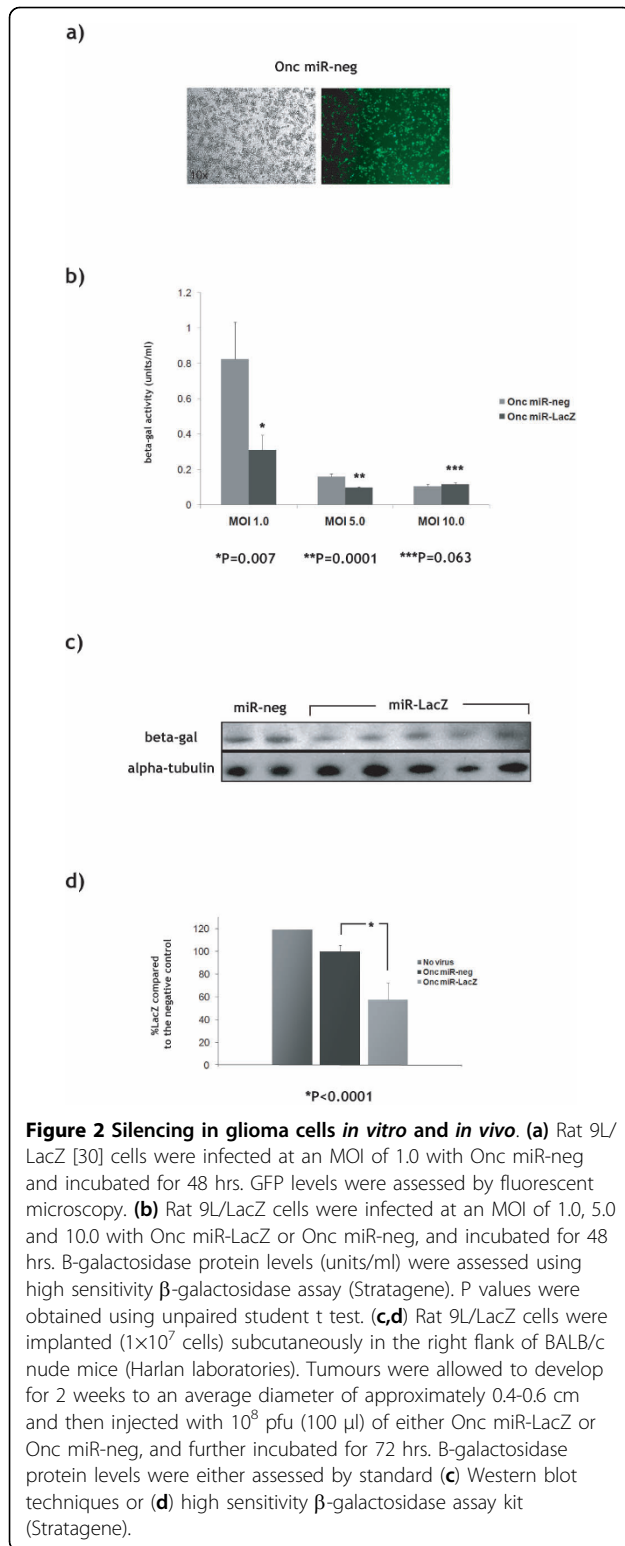 a)
Onc miR-neg
10x
b)
beta-gal activity (units/ml)
1.2
1
0.8
0.6
0.4
0.2
0
*
**
***
Onc miR-neg
Onc miR-LacZ
MOI 1.0 MOI 5.0 MOI 10.0
*P=0.007 **P=0.0001 ***P=0.063
c)
miR-neg miR-LacZ
beta-gal
alpha-tubulin
d)
%LacZ compared
to the negative control
120
100
80
60
40
20
0
*
No virus
Onc miR-neg
Onc miR-LacZ
*P<0.0001
Figure 2 Silencing in glioma cells in vitro and in vivo. (a) Rat 9L/
LacZ [30] cells were infected at an MOI of 1.0 with Onc miR-neg
and incubated for 48 hrs. GFP levels were assessed by fluorescent
microscopy. (b) Rat 9L/LacZ cells were infected at an MOI of 1.0, 5.0
and 10.0 with Onc miR-LacZ or Onc miR-neg, and incubated for 48
hrs. B-galactosidase protein levels (units/ml) were assessed using
high sensitivity β-galactosidase assay (Stratagene). P values were
obtained using unpaired student t test. (c,d) Rat 9L/LacZ cells were
implanted (1×10⁷ cells) subcutaneously in the right flank of BALB/c
nude mice (Harlan laboratories). Tumours were allowed to develop
for 2 weeks to an average diameter of approximately 0.4-0.6 cm
and then injected with 10⁸ pfu (100 μl) of either Onc miR-LacZ or
Onc miR-neg, and further incubated for 72 hrs. B-galactosidase
protein levels were either assessed by standard (c) Western blot
techniques or (d) high sensitivity β-galactosidase assay kit
(Stratagene).